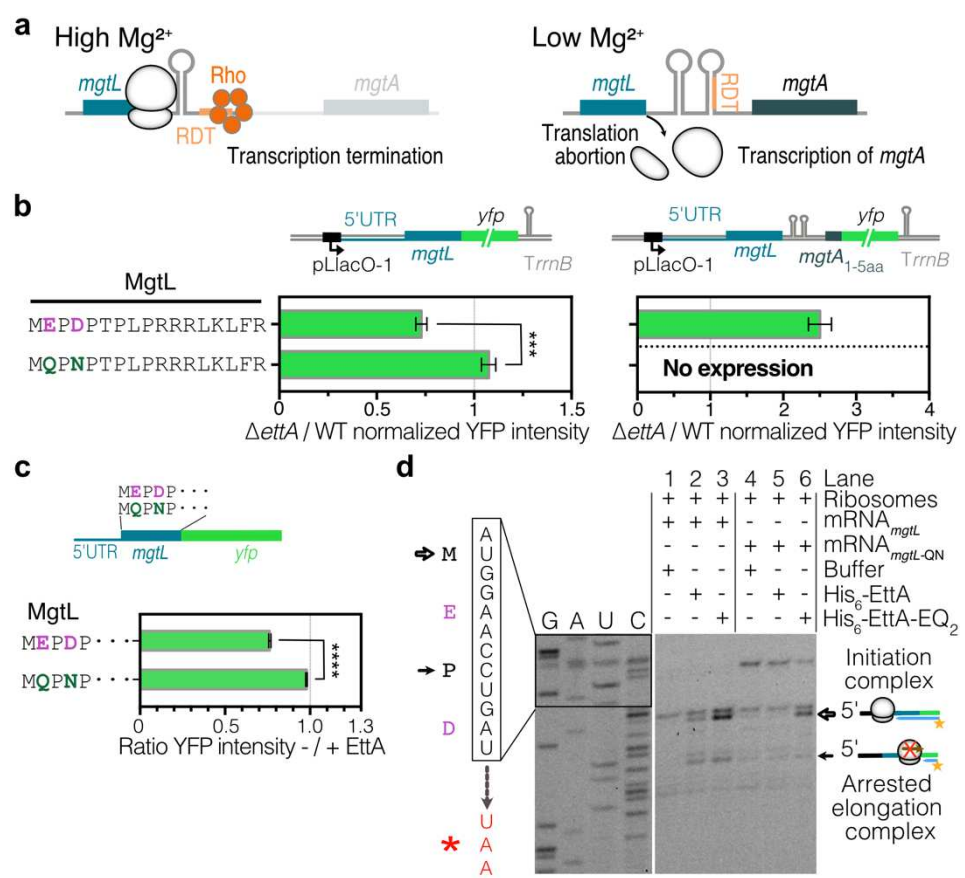 a
High Mg²⁺
mgtL
Rho
mgtA
RDT
Transcription termination
Low Mg²⁺
mgtL
RDT
mgtA
Translation
abortion
Transcription of mgtA
b
5'UTR
yfp
pLlacO-1
mgtL
TrrnB
5'UTR
yfp
pLlacO-1
mgtL
mgtA1-5aa
TrrnB
MgtL
MEPDPTPLPRRRLKLFR
MQPNPTPLPRRRLKLFR
***
0 0.5 1 1.5
ΔettA / WT normalized YFP intensity
No expression
0 1 2 3 4
ΔettA / WT normalized YFP intensity
c
MEPDP···
MQPNP···
5'UTR mgtL yfp
MgtL
MEPDP····
MQPNP····
****
0 0.5 1.0 1.3
Ratio YFP intensity - / + EttA
d
1 2 3 4 5 6 Lane
+ + + + + + Ribosomes
+ + + - - - mRNAmgtL
- - - + + + mRNAmgtL-QN
+ - - + - - Buffer
- + - - + - His6-EttA
- - + - - + His6-EttA-EQ2
M
E
P
D
A
U
G
G
A
A
C
C
U
G
A
U
U
A
A
*
G A U C
Initiation
complex
5'
5'
Arrested
elongation
complex